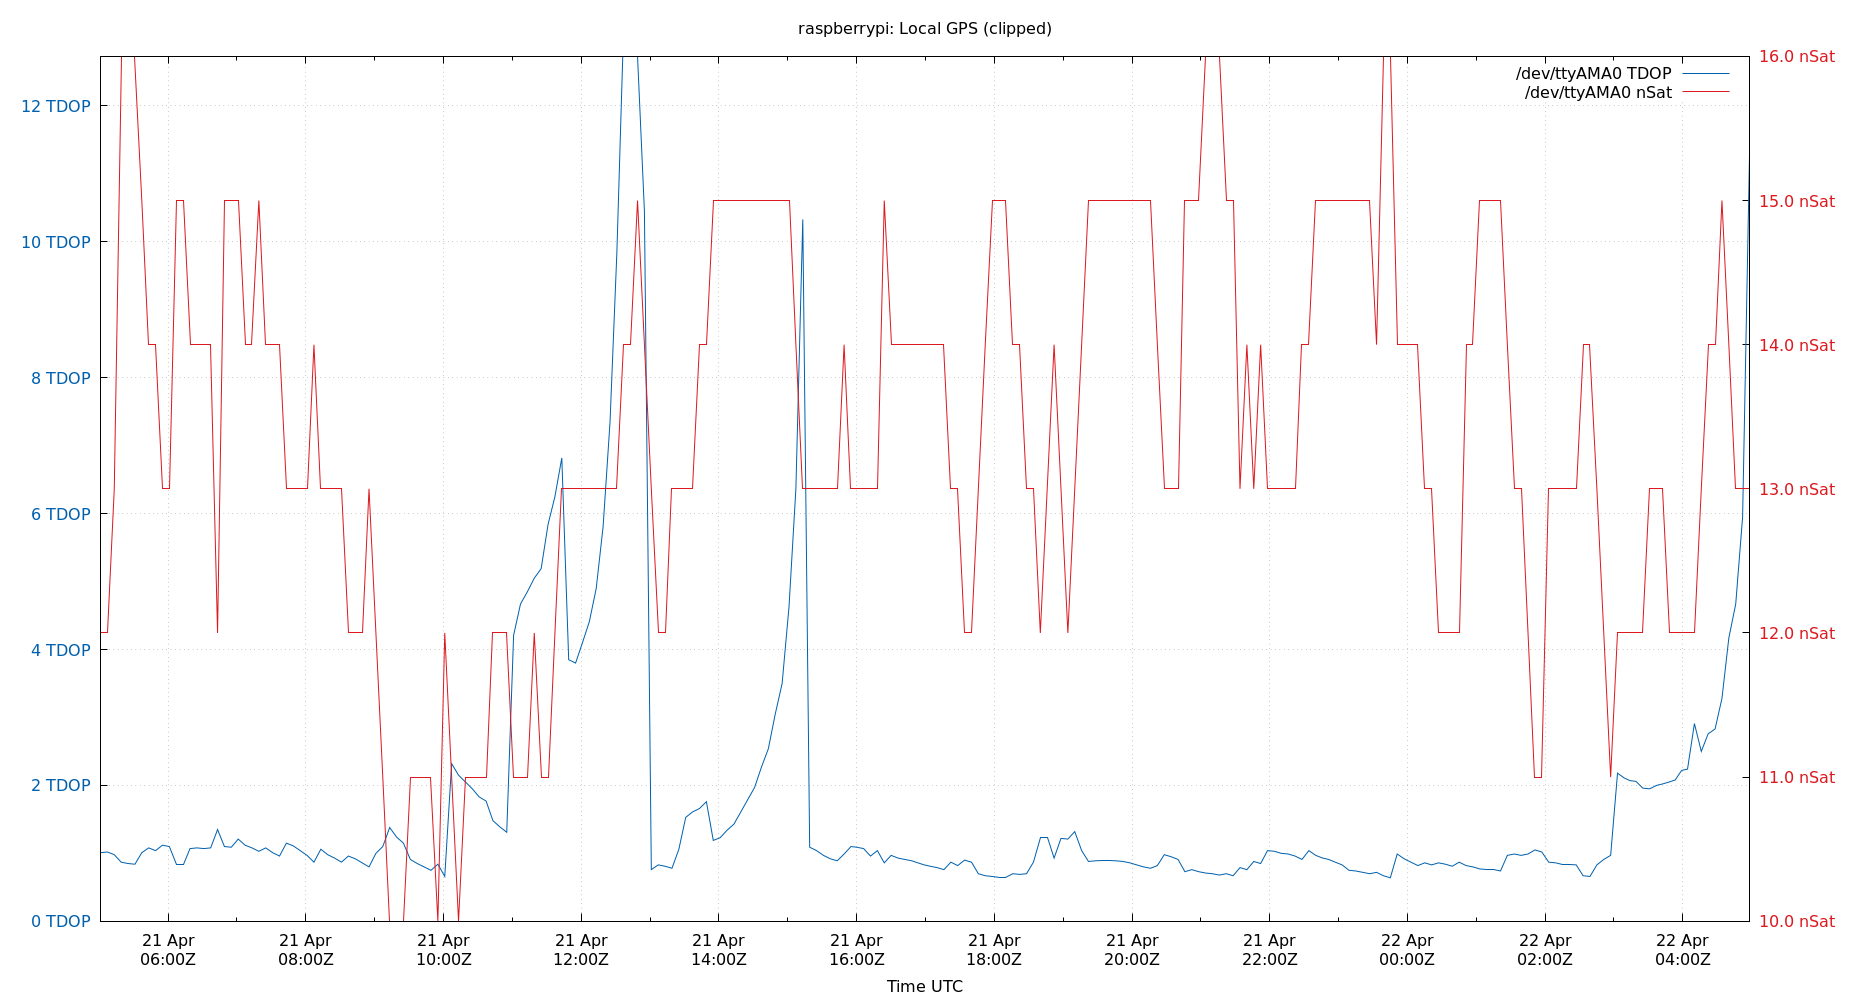 raspberrypi: Local GPS (clipped)
/dev/ttyAMA0 TDOP
/dev/ttyAMA0 nSat
12 TDOP
10 TDOP
8 TDOP
6 TDOP
4 TDOP
2 TDOP
0 TDOP
16.0 nSat
15.0 nSat
14.0 nSat
13.0 nSat
12.0 nSat
11.0 nSat
10.0 nSat
21 Apr 21 Apr 21 Apr 21 Apr 21 Apr 21 Apr 21 Apr 21 Apr 21 Apr 22 Apr 22 Apr 22 Apr
06:00Z 08:00Z 10:00Z 12:00Z 14:00Z 16:00Z 18:00Z 20:00Z 22:00Z 00:00Z 02:00Z 04:00Z
Time UTC